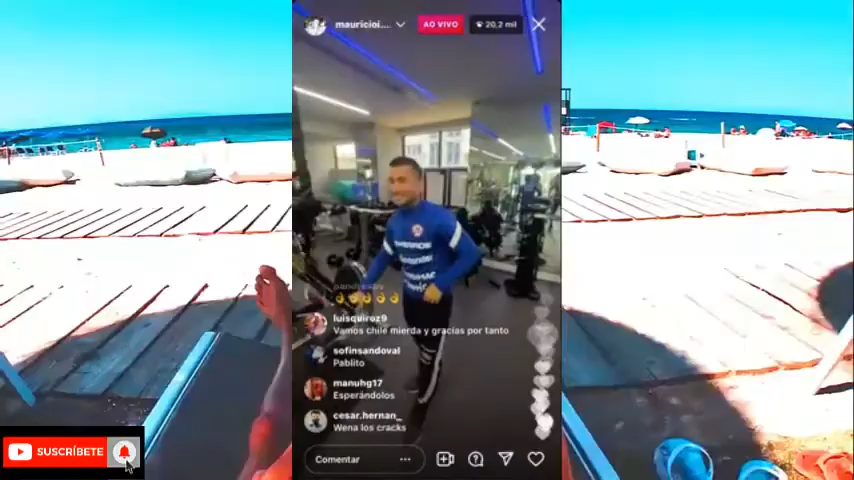 mauricioi....
AO VIVO
20,2 mil
luisquiroz9
Vamos chile mierda y gracias por tanto
sofinsandoval
Pablito
manuhg17
Esperándolos
cesar.hernan_
Wena los cracks
Comentar
SUSCRÍBETE